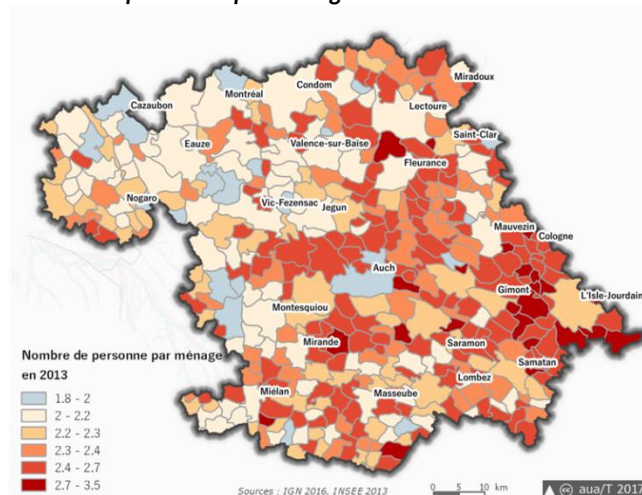 Condom
Miradoux
Montréal
Cazaubon
Lectoure
Saint-Clar
Eauze
Valence-sur-Baïse
Fleurance
Nogaro
Vic-Fezensac
Jegun
Mauvezin
Cologne
Auch
Gimont
L'Isle-Jourdain
Montesquiou
Mirande
Saramon
Samatan
Lombez
Miélan
Masseube
Nombre de personne par ménage
en 2013
1.8 - 2
2 - 2.2
2.2 - 2.3
2.3 - 2.4
2.4 - 2.7
2.7 - 3.5
Sources : IGN 2016, INSEE 2013
0 5 10 km
cc aua/T 2017